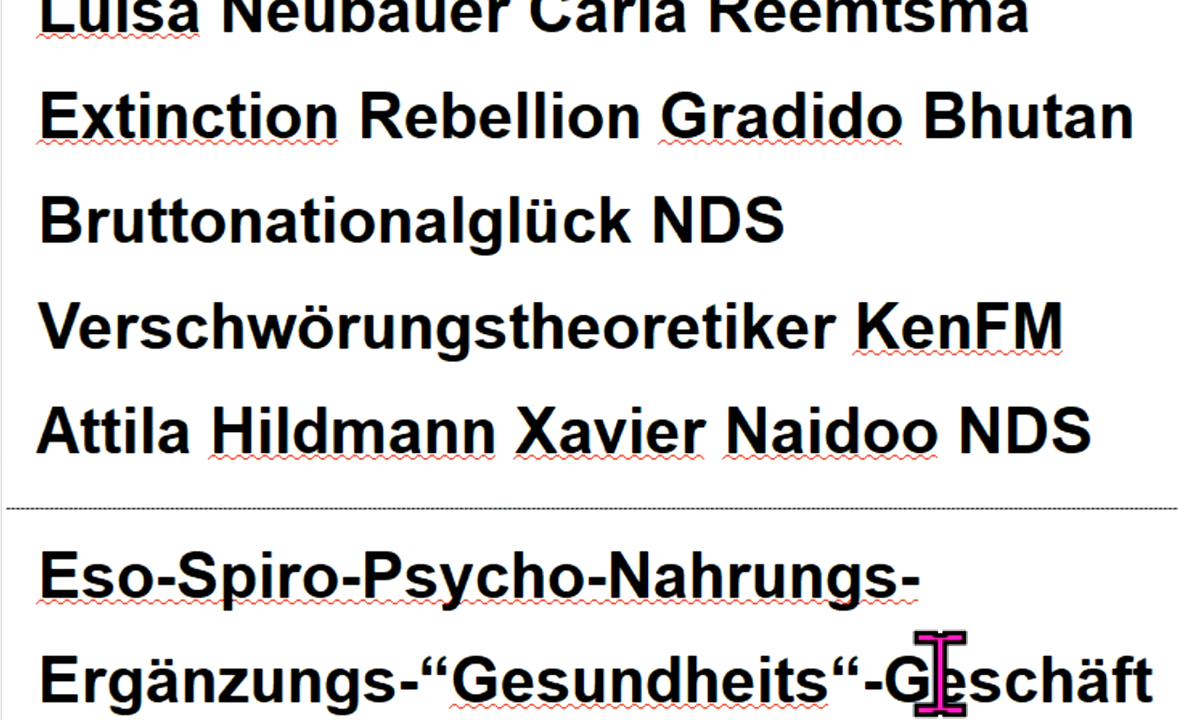 Luisa Neubauer Carla Reemtsma
Extinction Rebellion Gradido Bhutan
Bruttonationalglück NDS
Verschwörungstheoretiker KenFM
Attila Hildmann Xavier Naidoo NDS
Eso-Spiro-Psycho-Nahrungs-
Ergänzungs-“Gesundheits“-Geschäft